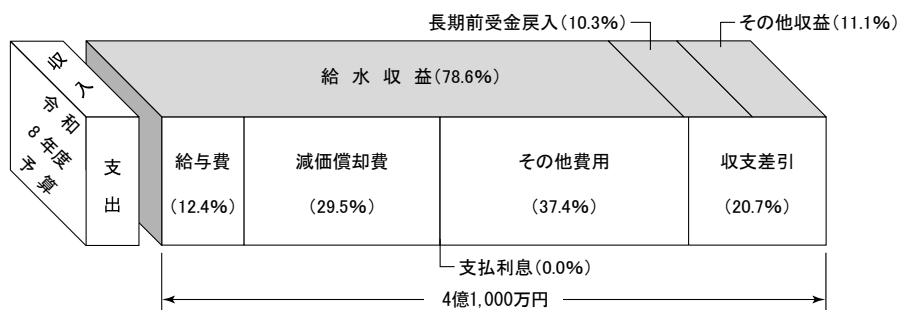 長期前受金戻入(10.3%)
その他収益(11.1%)
収入
給水収益(78.6%)
令和
8年度
予算
支出
給与費
(12.4%)
減価償却費
(29.5%)
その他費用
(37.4%)
収支差引
(20.7%)
支払利息(0.0%)
4億1,000万円